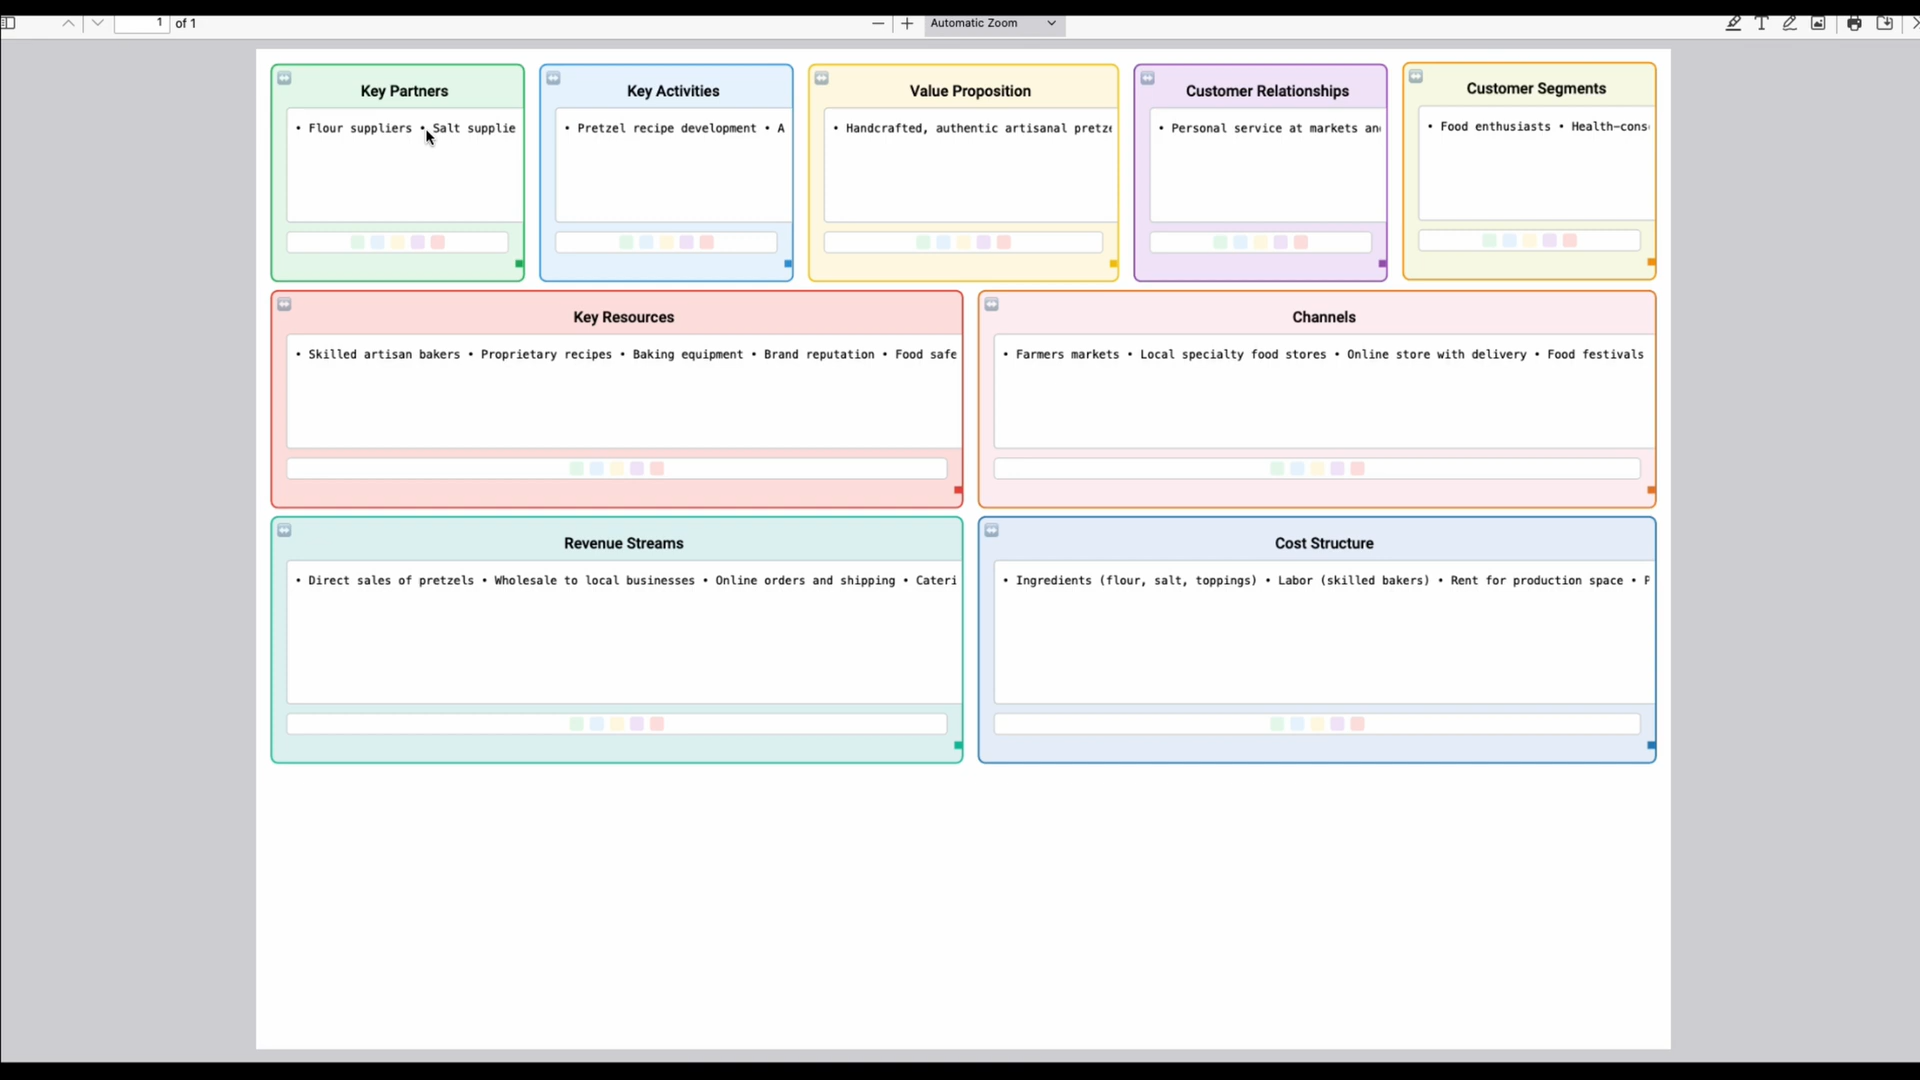 1 of 1
Automatic Zoom
Key Partners
• Flour suppliers • Salt supplie
Key Activities
• Pretzel recipe development • A
Value Proposition
• Handcrafted, authentic artisanal pretze
Customer Relationships
• Personal service at markets an
Customer Segments
• Food enthusiasts • Health-cons
Key Resources
• Skilled artisan bakers • Proprietary recipes • Baking equipment • Brand reputation • Food safe
Channels
• Farmers markets • Local specialty food stores • Online store with delivery • Food festivals
Revenue Streams
• Direct sales of pretzels • Wholesale to local businesses • Online orders and shipping • Cateri
Cost Structure
• Ingredients (flour, salt, toppings) • Labor (skilled bakers) • Rent for production space •